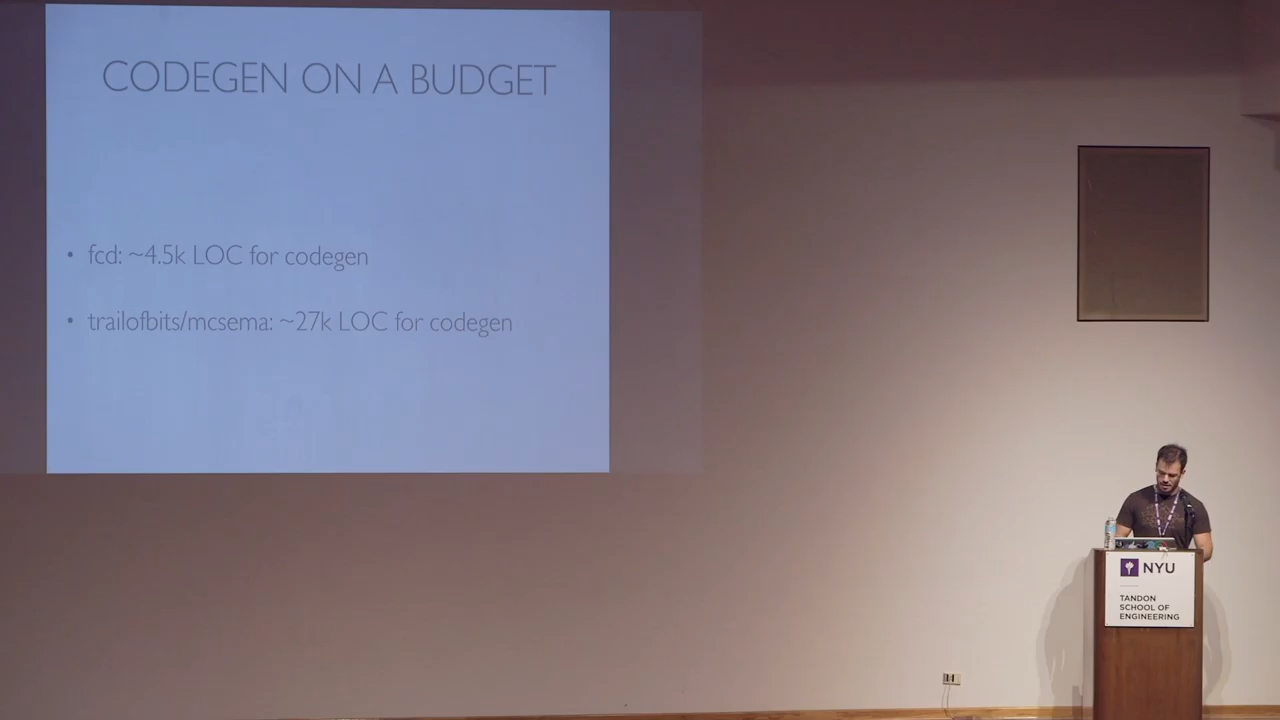 CODEGEN ON A BUDGET
• fcd: ~4.5k LOC for codegen
• trailofbits/mcsema: ~27k LOC for codegen
NYU
TANDON
SCHOOL OF
ENGINEERING